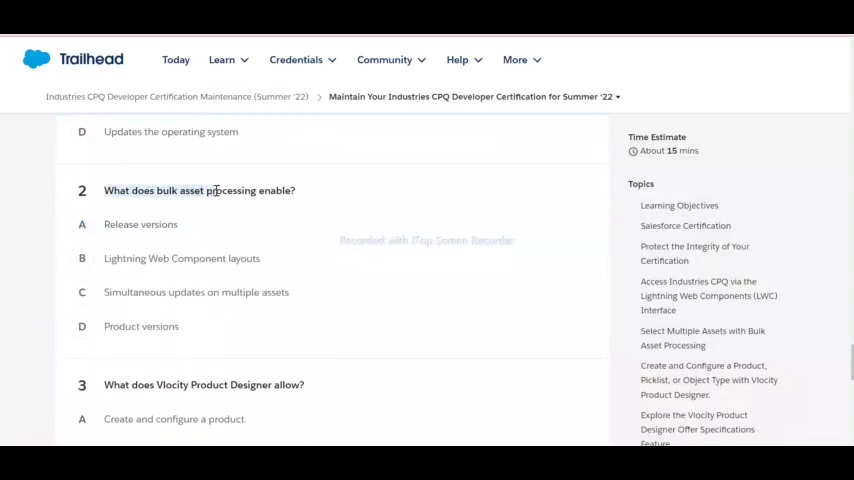 Trailhead
Today
Learn
Credentials
Community
Help
More
Industries CPQ Developer Certification Maintenance (Summer '22)
Maintain Your Industries CPQ Developer Certification for Summer '22
D Updates the operating system
2 What does bulk asset processing enable?
A Release versions
B Lightning Web Component layouts
C Simultaneous updates on multiple assets
D Product versions
3 What does Vlocity Product Designer allow?
A Create and configure a product.
Recorded with iTop Screen Recorder
Time Estimate
About 15 mins
Topics
Learning Objectives
Salesforce Certification
Protect the Integrity of Your
Certification
Access Industries CPQ via the
Lightning Web Components (LWC)
Interface
Select Multiple Assets with Bulk
Asset Processing
Create and Configure a Product,
Picklist, or Object Type with Vlocity
Product Designer.
Explore the Vlocity Product
Designer Offer Specifications
Feature